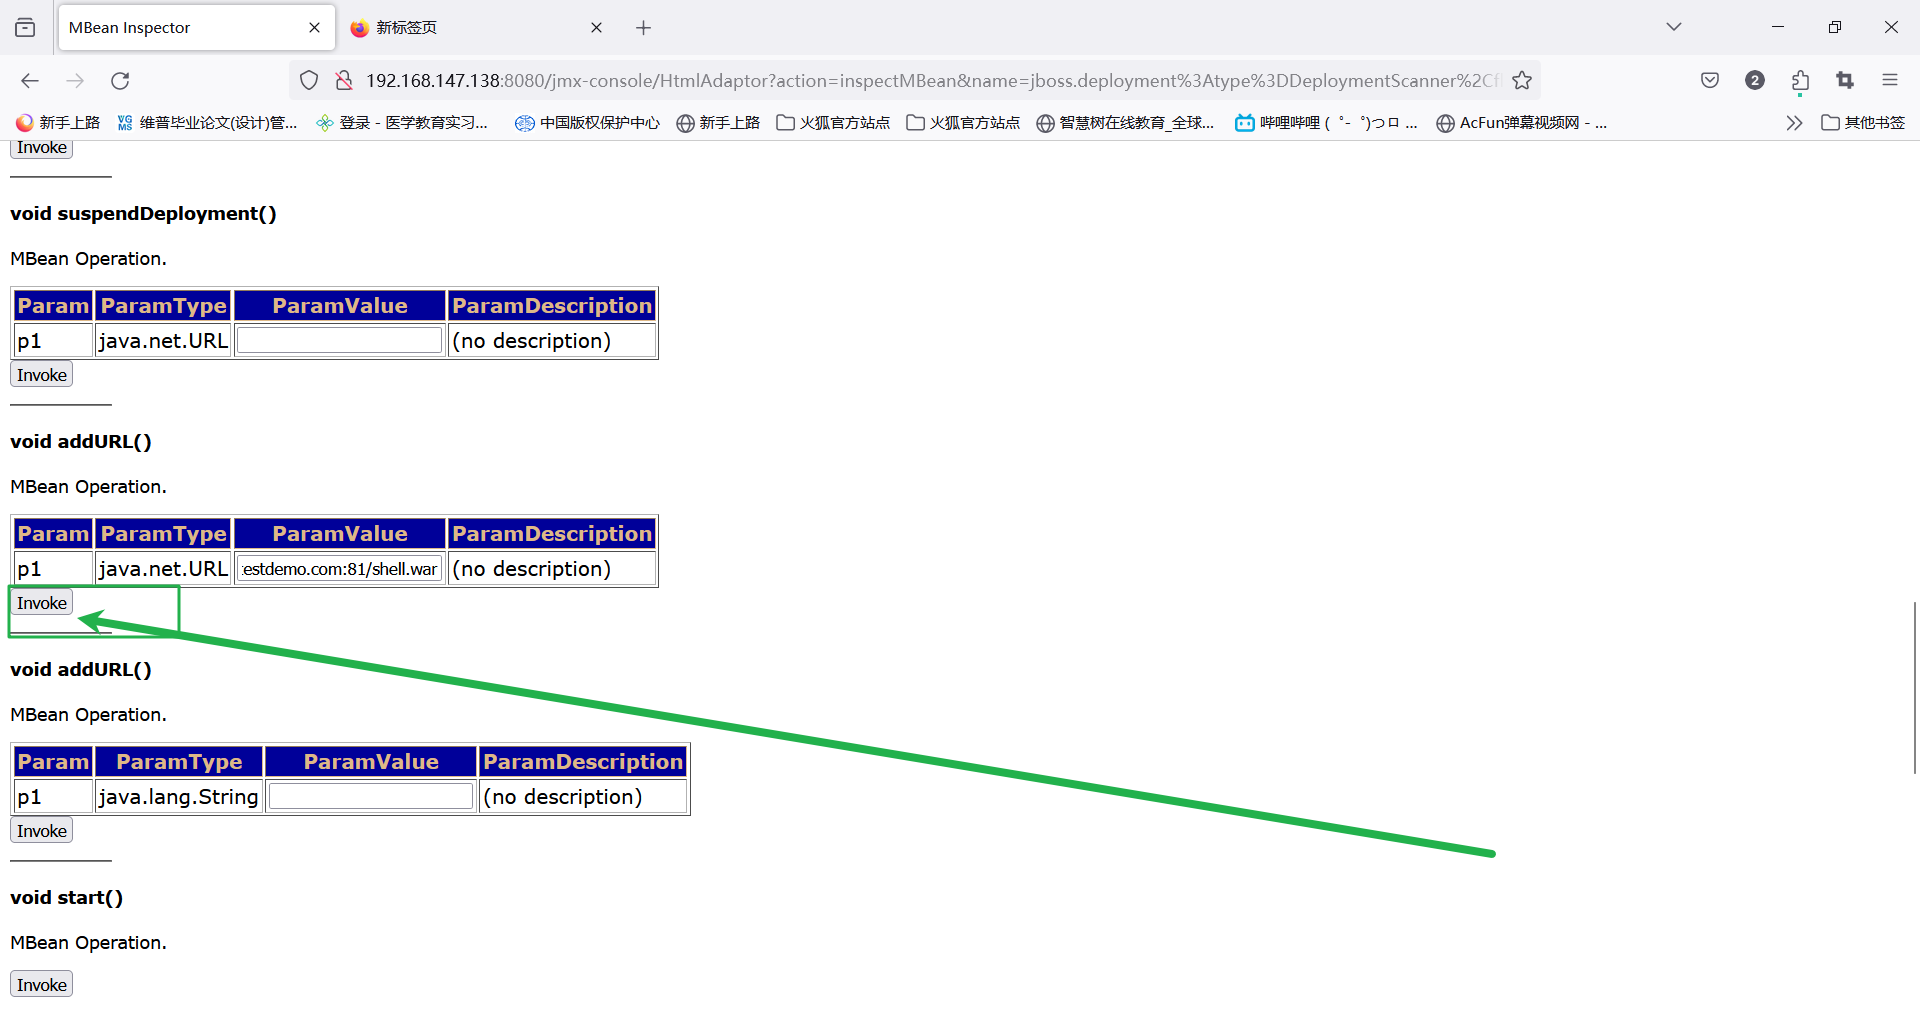 MBean Inspector
新标签页
192.168.147.138:8080/jmx-console/HtmlAdaptor?action=inspectMBean&name=jboss.deployment%3Atype%3DDeploymentScanner%2Cf
2
新手上路
维普毕业论文(设计)管...
登录 - 医学教育实习...
中国版权保护中心
新手上路
火狐官方站点
火狐官方站点
智慧树在线教育_全球...
哔哩哔哩 ( ゜- ゜)つロ ...
AcFun弹幕视频网 - ...
其他书签
Invoke
void suspendDeployment()
MBean Operation.
Param ParamType ParamValue ParamDescription
p1 java.net.URL (no description)
Invoke
void addURL()
MBean Operation.
Param ParamType ParamValue ParamDescription
p1 java.net.URL estdemo.com:81/shell.war (no description)
Invoke
void addURL()
MBean Operation.
Param ParamType ParamValue ParamDescription
p1 java.lang.String (no description)
Invoke
void start()
MBean Operation.
Invoke